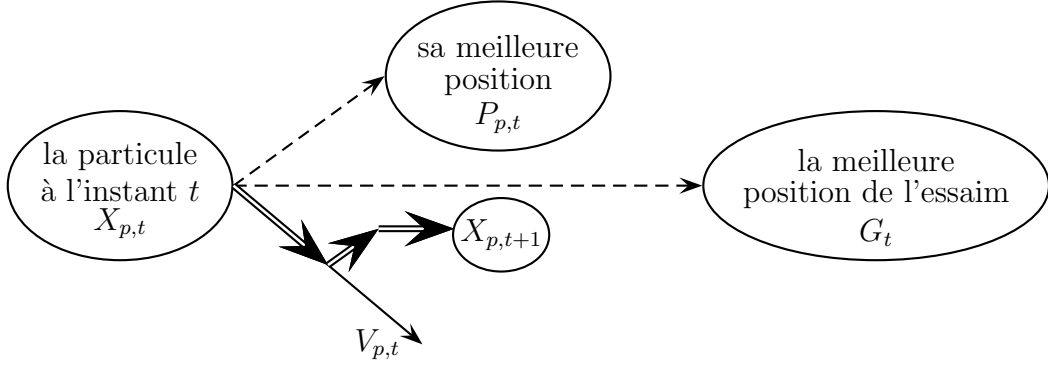 sa meilleure
position
P_{p,t}
la particule
à l'instant t
X_{p,t}
la meilleure
position de l'essaim
G_t
X_{p,t+1}
V_{p,t}